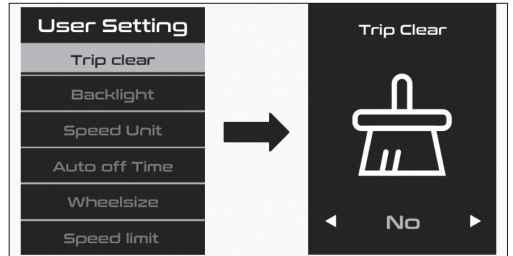 User Setting
Trip clear
Backlight
Speed Unit
Auto off Time
Wheelsize
Speed limit
Trip Clear
No